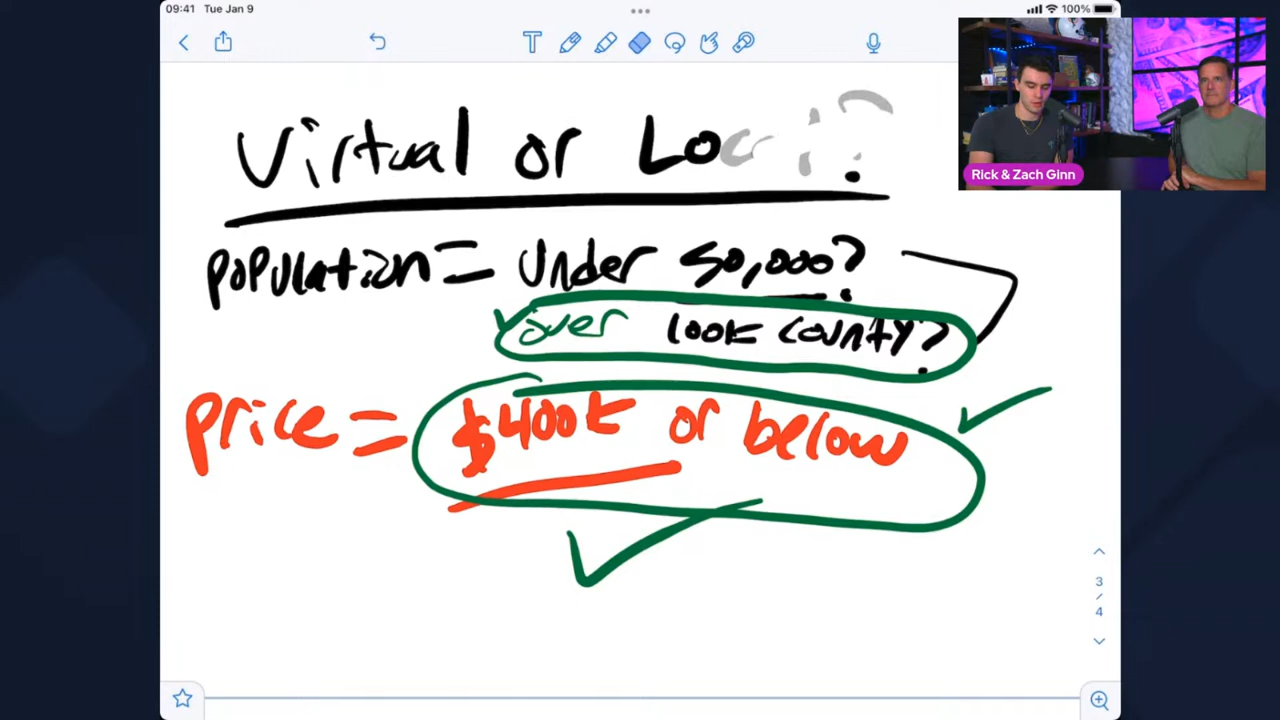 09:41 Tue Jan 9
100%
T
Virtual or Local?
Rick & Zach Ginn
population = Under 50,000?
over 100k county?
price = $400k or below
3
/
4